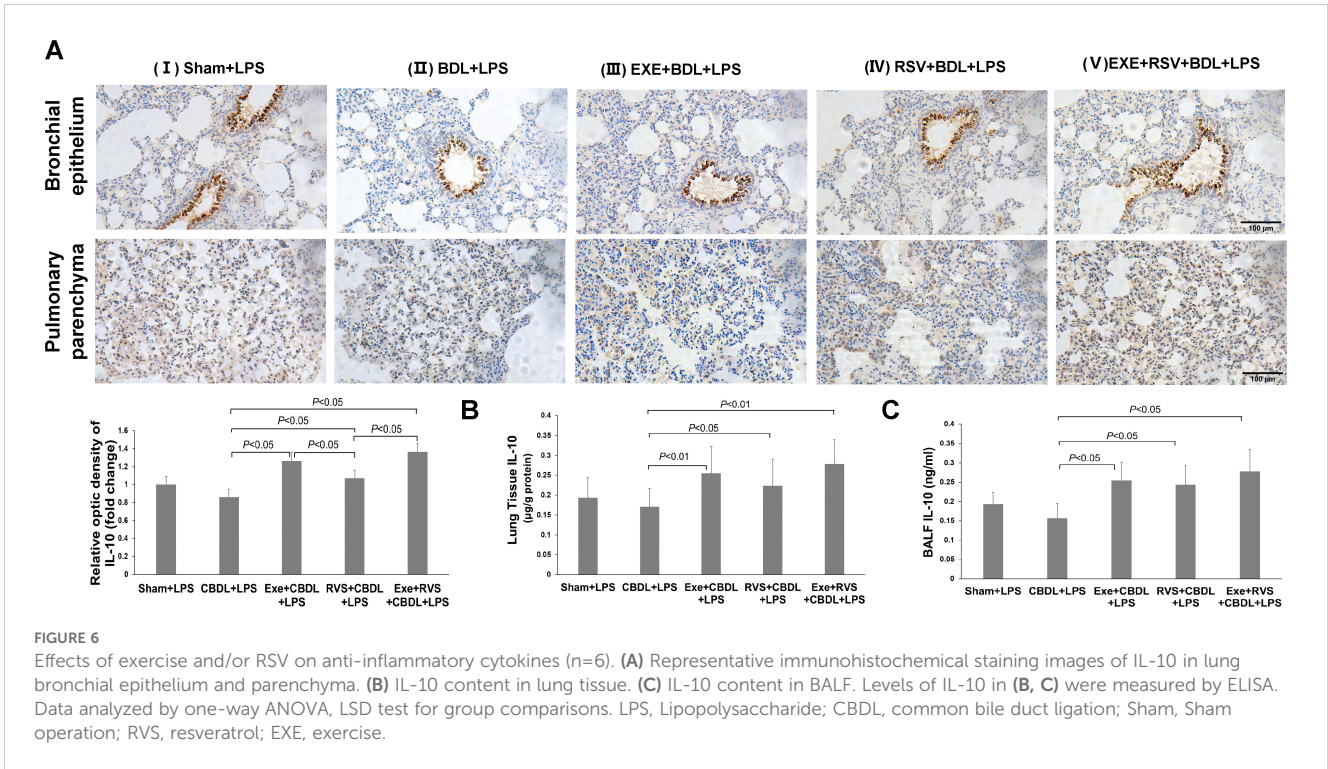 A
(Ⅰ) Sham+LPS
(Ⅱ) BDL+LPS
(Ⅲ) EXE+BDL+LPS
(Ⅳ) RSV+BDL+LPS
(Ⅴ)EXE+RSV+BDL+LPS
Bronchial
epithelium
100 μm
Pulmonary
parenchyma
100 μm
Relative optic density of
IL-10 (fold change)
1.6
1.4
1.2
1
0.8
0.6
0.4
0.2
0
P<0.05
P<0.05
P<0.05
P<0.05
P<0.05
Sham+LPS
CBDL+LPS
Exe+CBDL
+LPS
RVS+CBDL
+LPS
Exe+RVS
+CBDL+LPS
B
Lung Tissue IL-10
(μg/g protein)
0.4
0.35
0.3
0.25
0.2
0.15
0.1
0.05
0
P<0.01
P<0.05
P<0.01
Sham+LPS
CBDL+LPS
Exe+CBDL
+LPS
RVS+CBDL
+LPS
Exe+RVS
+CBDL+LPS
C
BALF IL-10 (ng/ml)
0.4
0.35
0.3
0.25
0.2
0.15
0.1
0.05
0
P<0.05
P<0.05
P<0.05
Sham+LPS
CBDL+LPS
Exe+CBDL
+LPS
RVS+CBDL
+LPS
Exe+RVS
+CBDL+LPS
FIGURE 6
Effects of exercise and/or RSV on anti-inflammatory cytokines (n=6). (A) Representative immunohistochemical staining images of IL-10 in lung
bronchial epithelium and parenchyma. (B) IL-10 content in lung tissue. (C) IL-10 content in BALF. Levels of IL-10 in (B, C) were measured by ELISA.
Data analyzed by one-way ANOVA, LSD test for group comparisons. LPS, Lipopolysaccharide; CBDL, common bile duct ligation; Sham, Sham
operation; RVS, resveratrol; EXE, exercise.